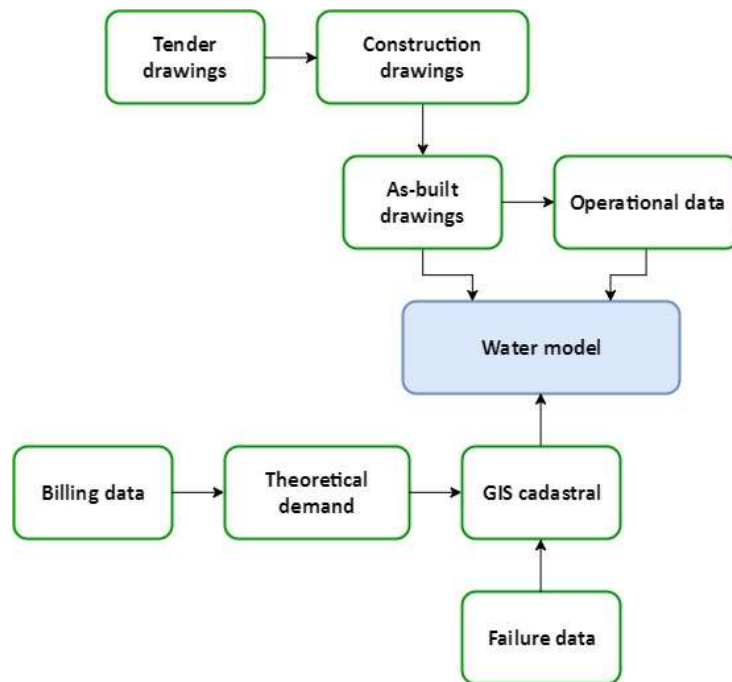 Tender
drawings
Construction
drawings
As-built
drawings
Operational data
Water model
Billing data
Theoretical
demand
GIS cadastral
Failure data